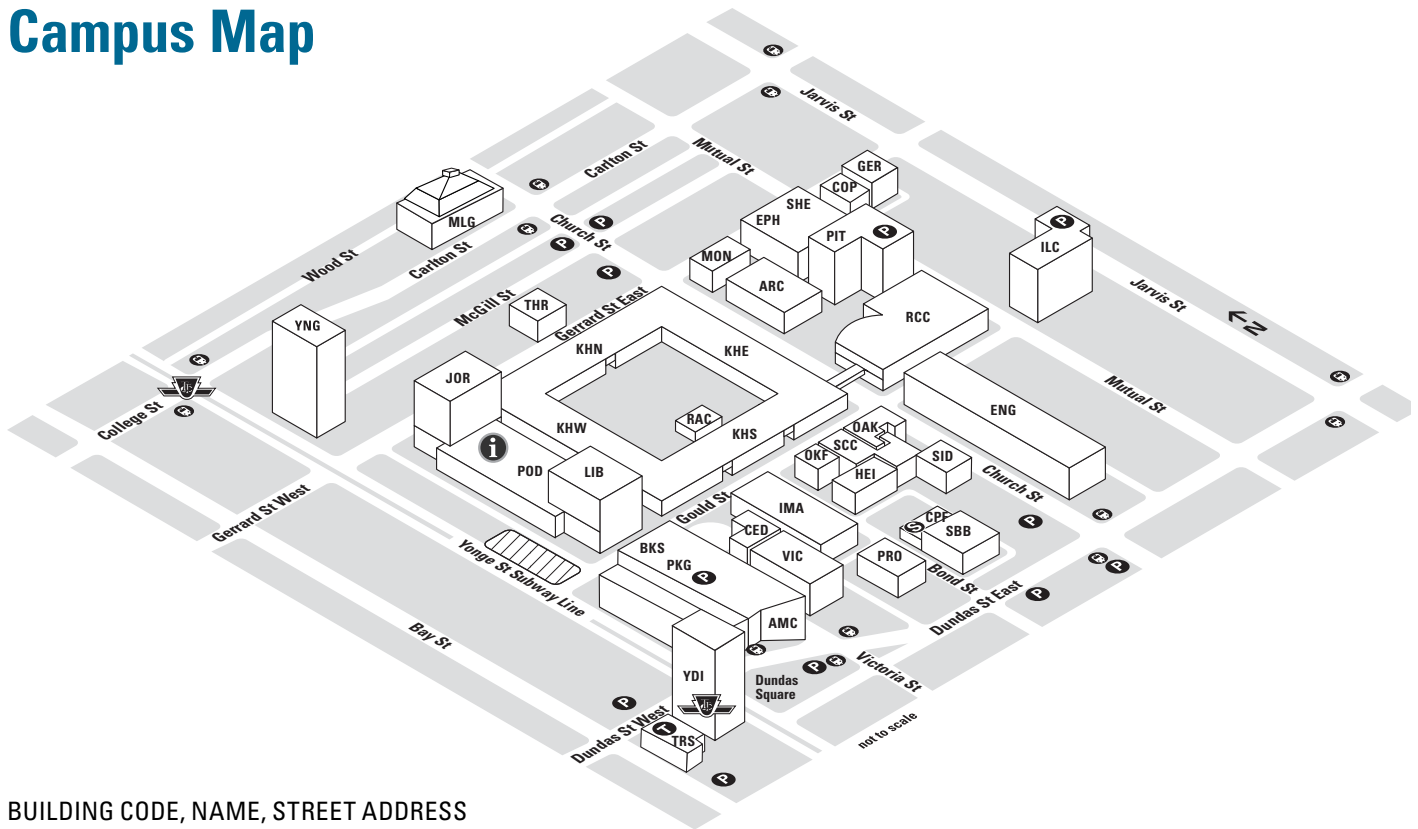 Campus Map
Jarvis St
Carlton St
Mutual St
GER
COP
SHE
EPH
MLG
Church St
PIT
P
P
ILC
P
P
Wood St
Carlton St
MON
P
ARC
Jarvis St
McGill St
THR
Gerrard St East
RCC
N
YNG
KHN
KHE
JOR
Mutual St
College St
RAC
ENG
KHW
KHS
OAK
i
SCC
POD
LIB
OKF
HEI
SID
Church St
Gerrard St West
Gould St
IMA
CPF
P
S
CED
SBB
BKS
VIC
PRO
PKG
P
Yonge St Subway Line
Bond St
P
Dundas St East
P
AMC
Bay St
Victoria St
P
YDI
Dundas
Square
P
not to scale
Dundas St West
T
TRS
P
BUILDING CODE, NAME, STREET ADDRESS